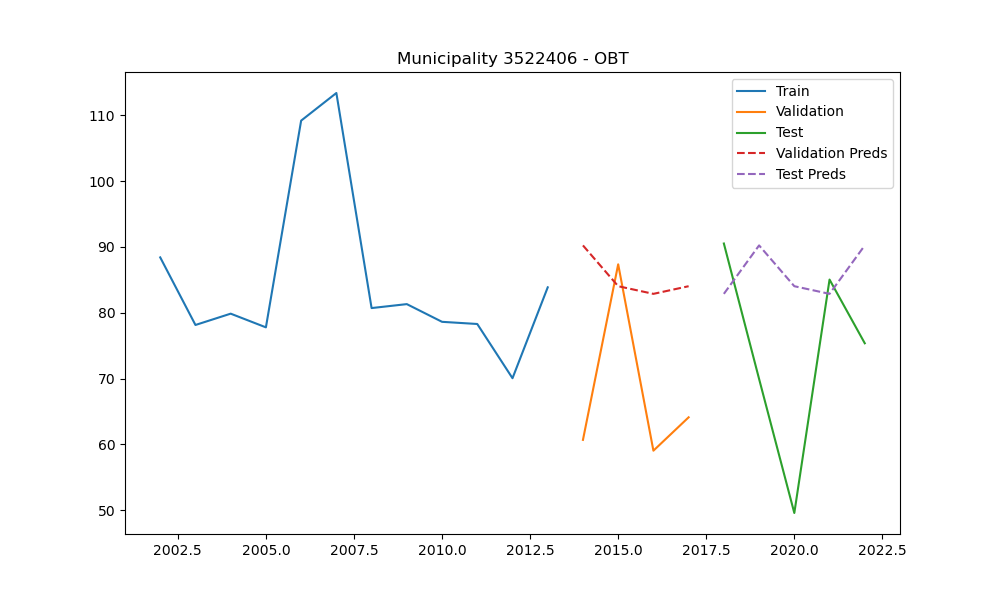 Municipality 3522406 - OBT
Train
Validation
Test
Validation Preds
Test Preds
110
100
90
80
70
60
50
2002.5 2005.0 2007.5 2010.0 2012.5 2015.0 2017.5 2020.0 2022.5